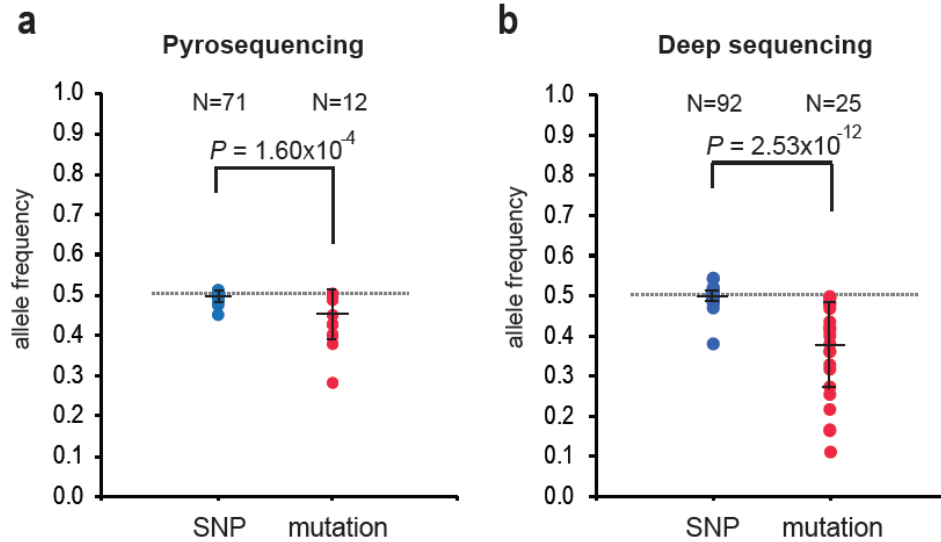 a
Pyrosequencing
N=71
N=12
P = 1.60x10-4
allele frequency
1.0
0.9
0.8
0.7
0.6
0.5
0.4
0.3
0.2
0.1
0.0
SNP
mutation
b
Deep sequencing
N=92
N=25
P = 2.53x10-12
allele frequency
1.0
0.9
0.8
0.7
0.6
0.5
0.4
0.3
0.2
0.1
0.0
SNP
mutation